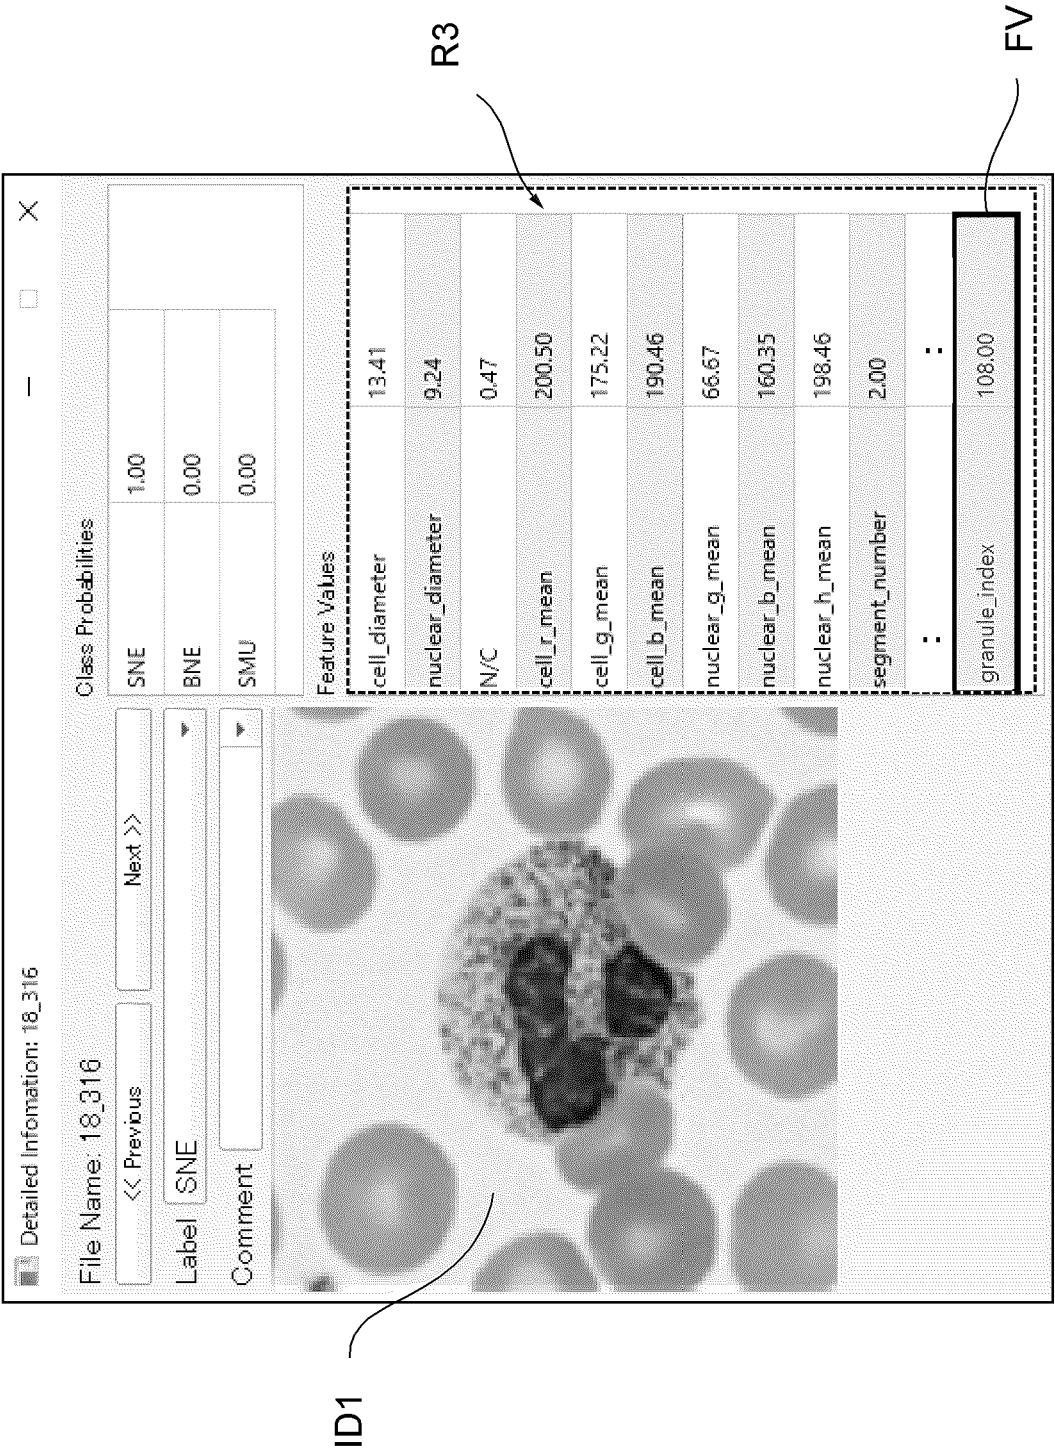 Detailed Infomation: 18_316
File Name: 18_316
<< Previous
Next >>
Label SNE
Comment
Class Probabilities
SNE 1.00
BNE 0.00
SMU 0.00
Feature Values
cell_diameter 13.41
nuclear_diameter 9.24
N/C 0.47
cell_r_mean 200.50
cell_g_mean 175.22
cell_b_mean 190.46
nuclear_g_mean 66.67
nuclear_b_mean 160.35
nuclear_h_mean 198.46
segment_number 2.00
: :
granule_index 108.00
ID1
R3
FV